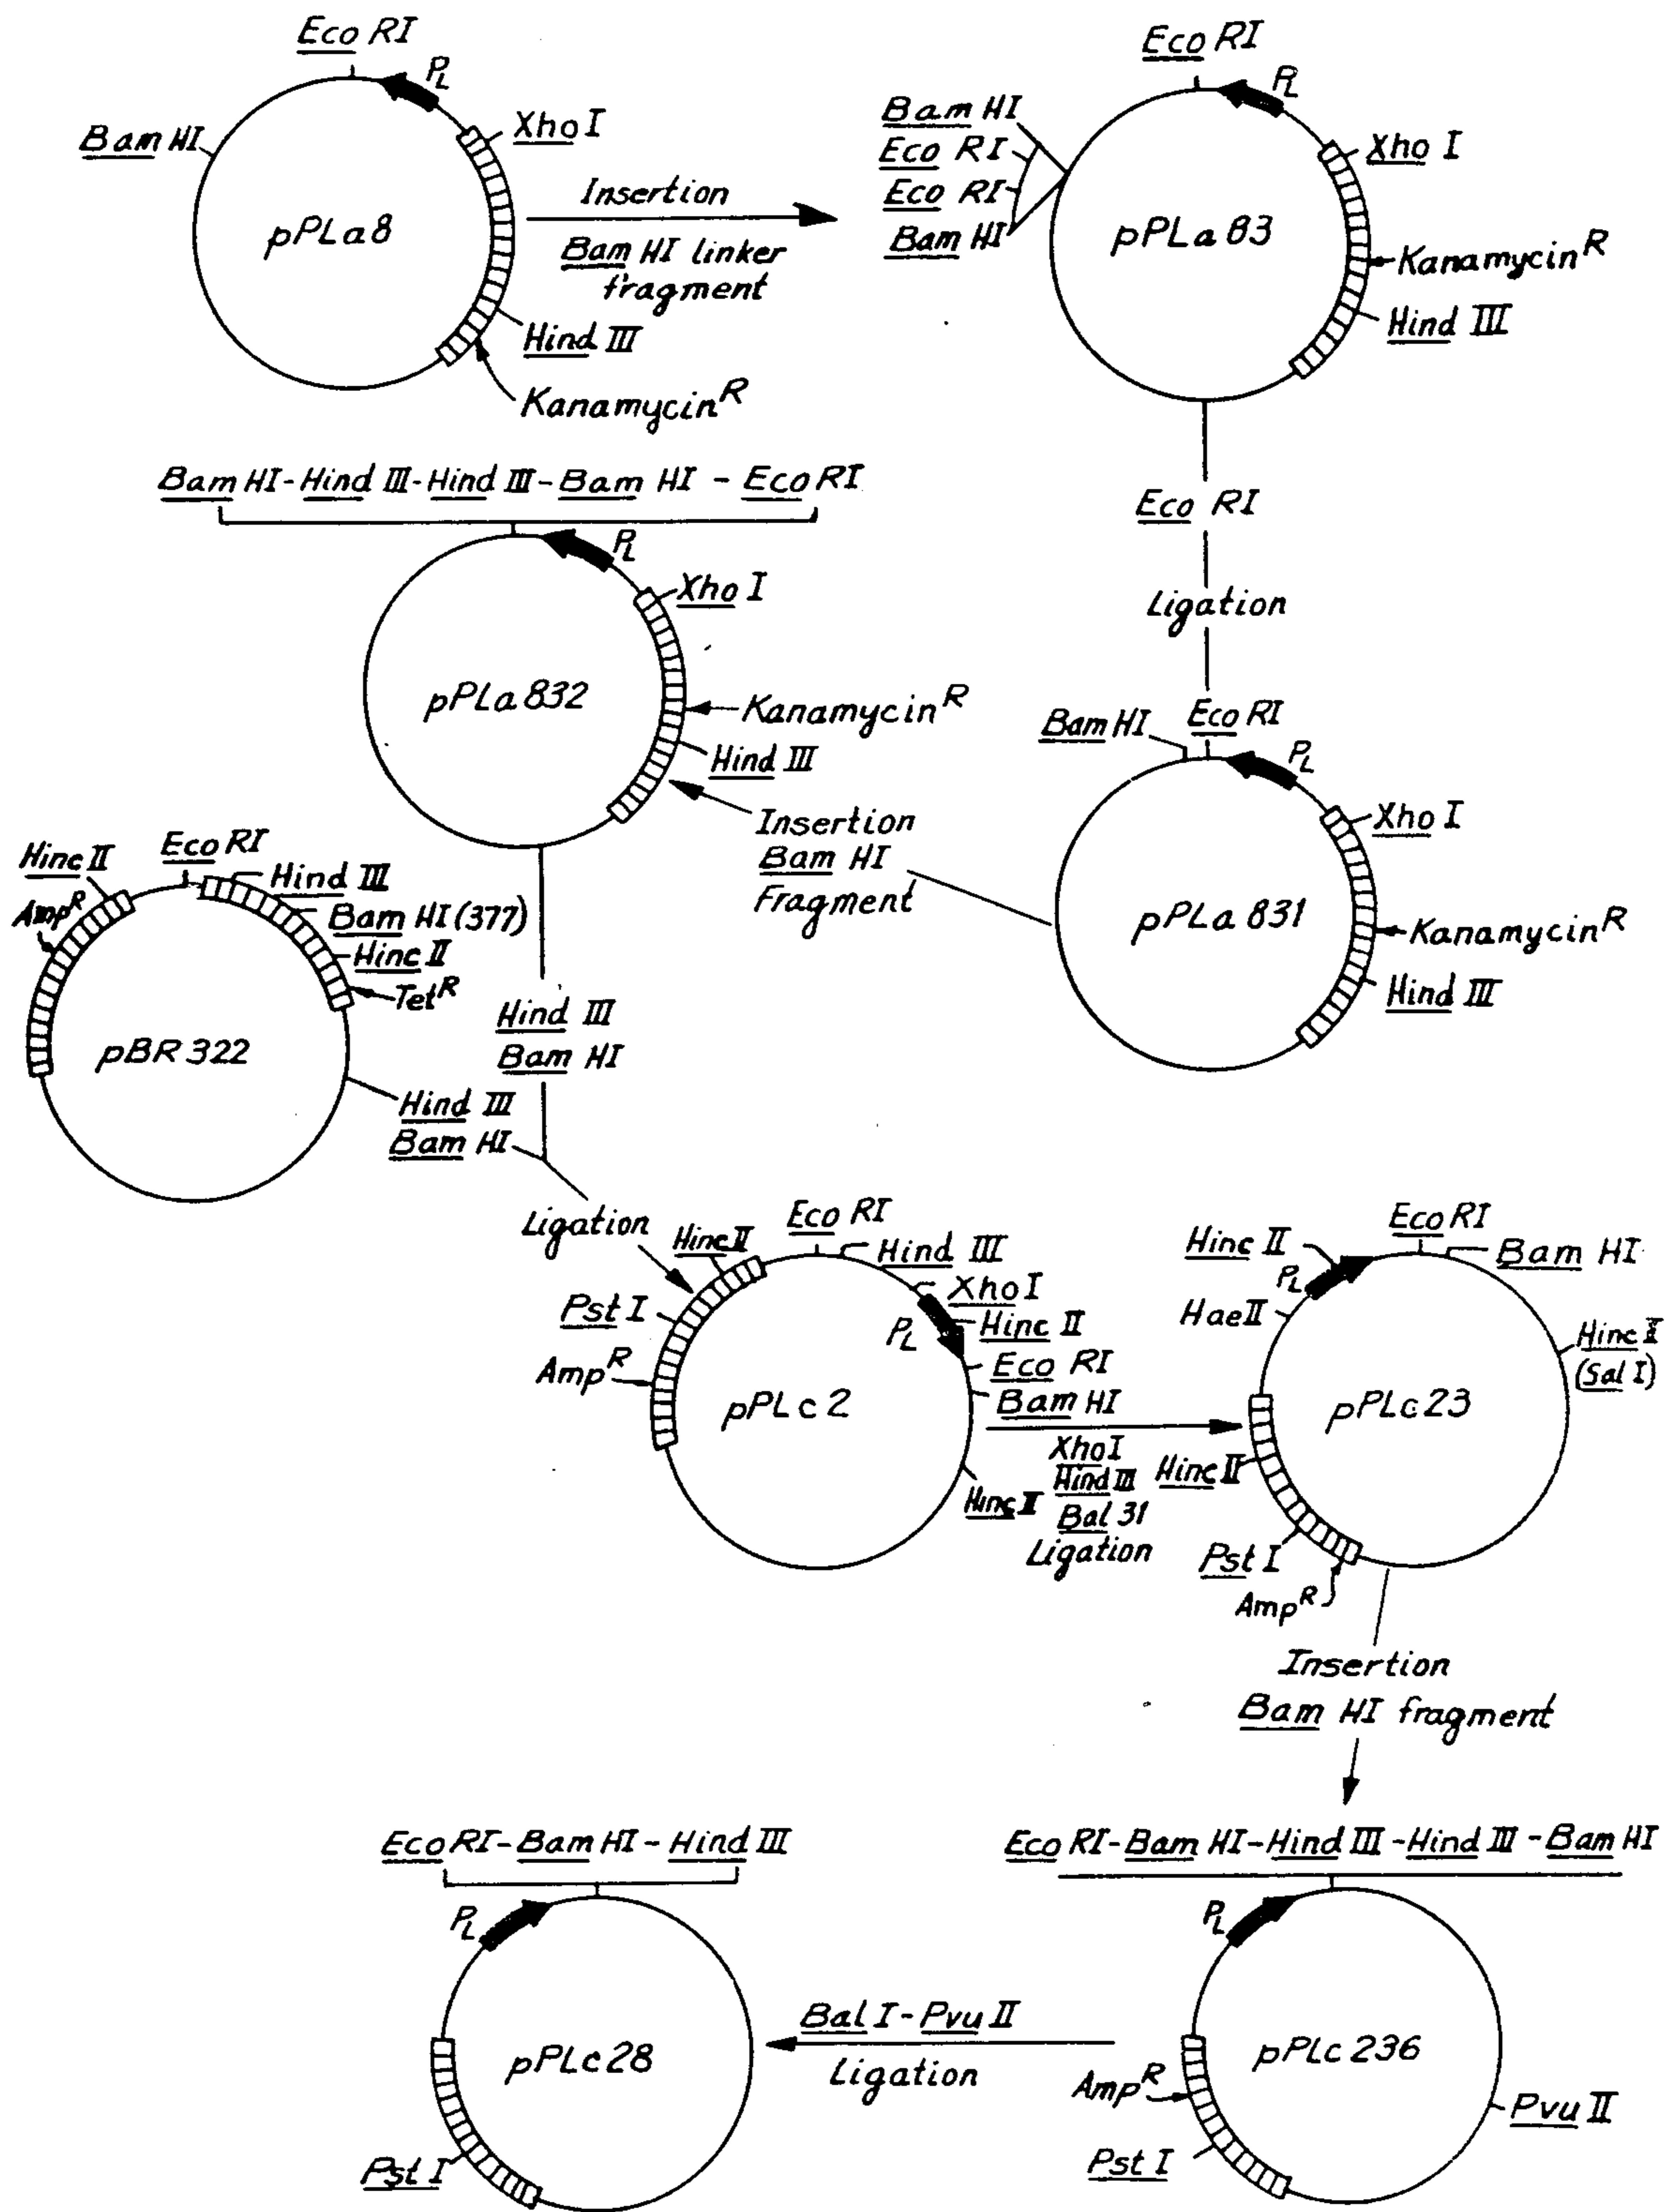 Eco RI
PL
Bam HI
Xho I
pPLa8
Hind III
Kanamycin R
Insertion
Bam HI linker
fragment
Eco RI
PL
Bam HI
Eco RI
Eco RI
Bam HI
Xho I
pPLa 83
Kanamycin R
Hind III
Eco RI
Ligation
Bam HI-Hind III-Hind III-Bam HI - Eco RI
PL
Xho I
pPLa 832
Kanamycin R
Hind III
Insertion
Bam HI
Fragment
Bam HI
Eco RI
PL
Xho I
pPLa 831
Kanamycin R
Hind III
Hinc II
Eco RI
Hind III
Amp R
Bam HI (377)
Hinc II
Tet R
pBR 322
Hind III
Bam HI
Hind III
Bam HI
Ligation
Hinc II
Eco RI
Hind III
Xho I
Pst I
PL
Hinc II
Amp R
Eco RI
pPLc 2
Bam HI
Hinc II
Xho I
Hind III
Bal 31
Ligation
Eco RI
Hinc II
Bam HI
PL
Hae II
Hinc II
(Sal I)
pPLc 23
Hinc II
Pst I
Amp R
Insertion
Bam HI fragment
Eco RI-Bam HI-Hind III
PL
pPLc 28
Pst I
Bal I - Pvu II
Ligation
Eco RI-Bam HI-Hind III-Hind III-Bam HI
PL
pPLc 236
Amp R
Pvu II
Pst I